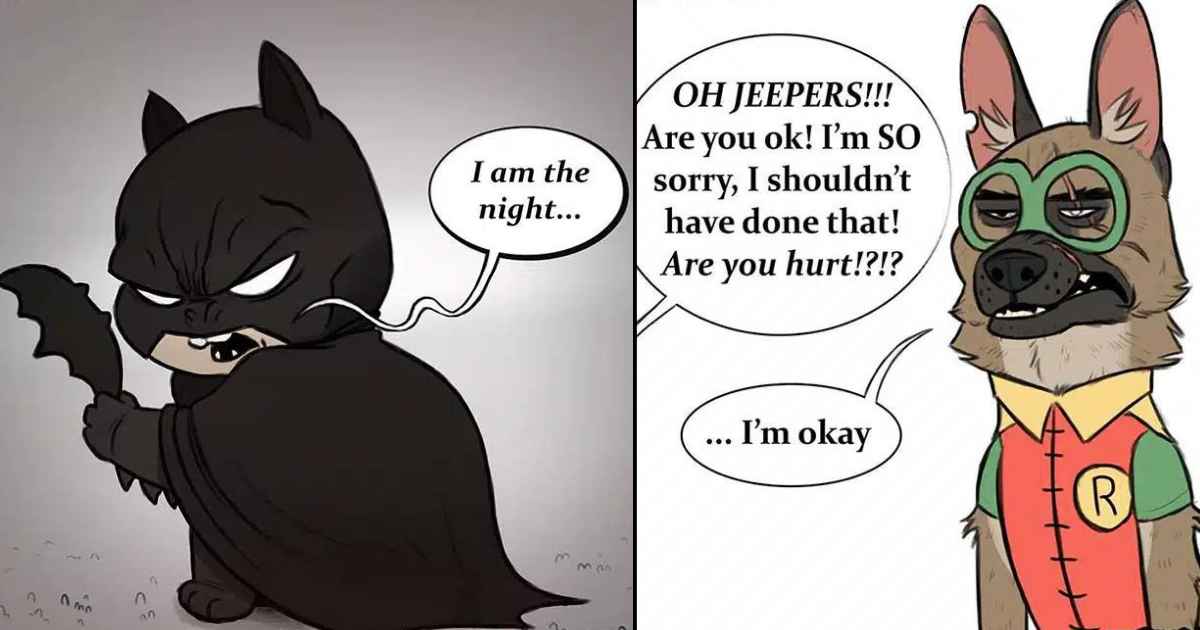 I am the
night...
OH JEEPERS!!!
Are you ok! I'm SO
sorry, I shouldn't
have done that!
Are you hurt!?!?
... I'm okay
R